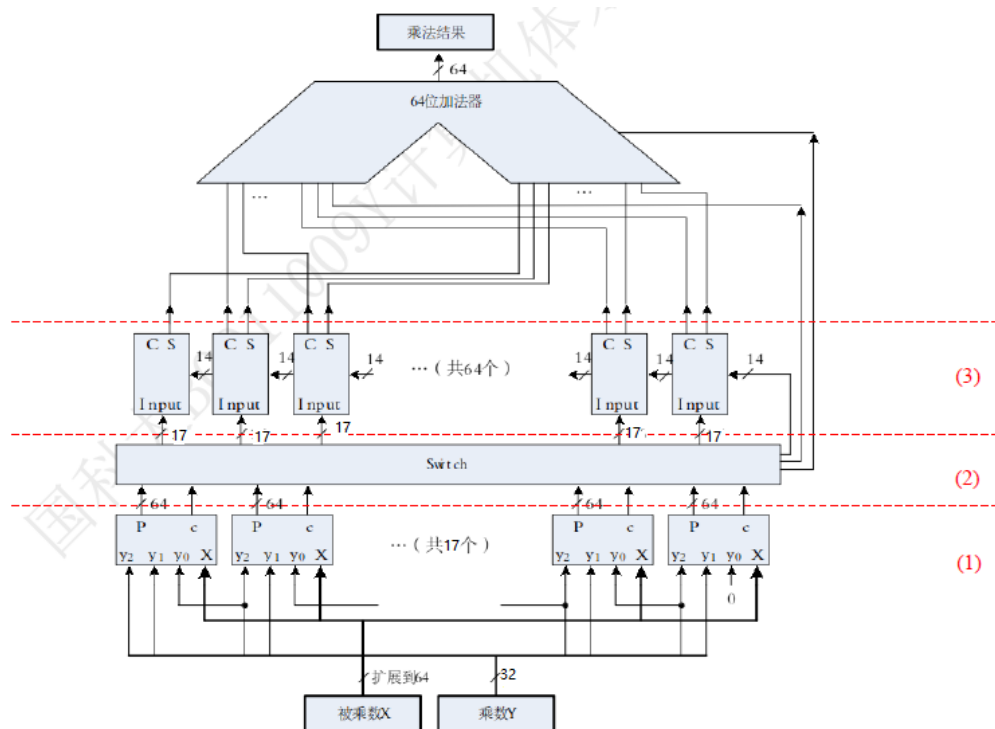 乘法结果
64
64位加法器
… …
C S C S C S C S C S
14 14 14 14 14
…（共64个）
(3)
Input Input Input Input Input
17 17 17 17 17
Switch
(2)
64 64 64 64
P c P c P c P c
…（共17个）
y2 y1 y0 X y2 y1 y0 X y2 y1 y0 X y2 y1 y0 X
(1)
0
扩展到64 32
被乘数X 乘数Y